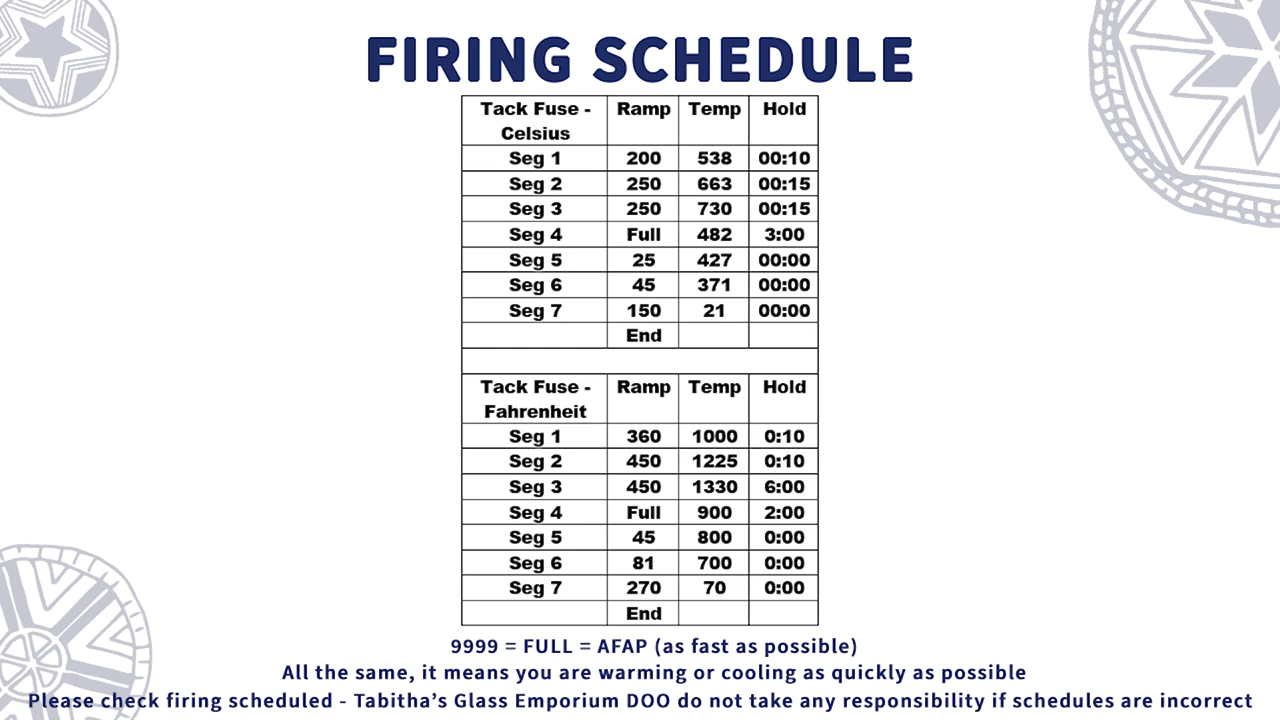 FIRING SCHEDULE
Tack Fuse - Celsius Ramp Temp Hold
Seg 1 200 538 00:10
Seg 2 250 663 00:15
Seg 3 250 730 00:15
Seg 4 Full 482 3:00
Seg 5 25 427 00:00
Seg 6 45 371 00:00
Seg 7 150 21 00:00
End
Tack Fuse - Fahrenheit Ramp Temp Hold
Seg 1 360 1000 0:10
Seg 2 450 1225 0:10
Seg 3 450 1330 6:00
Seg 4 Full 900 2:00
Seg 5 45 800 0:00
Seg 6 81 700 0:00
Seg 7 270 70 0:00
End
9999 = FULL = AFAP (as fast as possible)
All the same, it means you are warming or cooling as quickly as possible
Please check firing scheduled - Tabitha's Glass Emporium DOO do not take any responsibility if schedules are incorrect